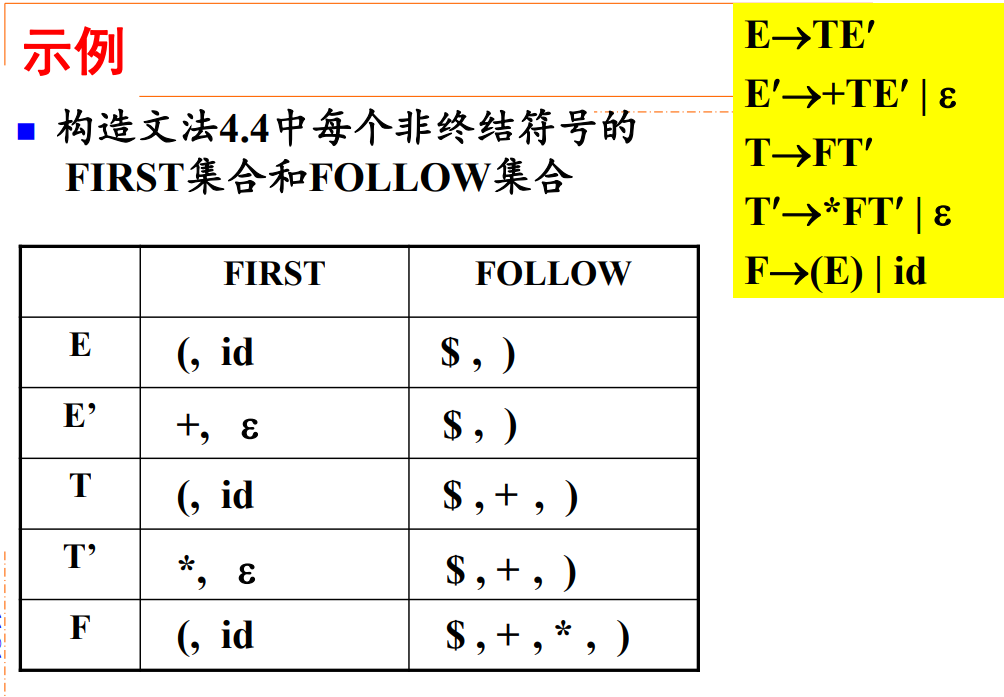 示例
■ 构造文法4.4中每个非终结符号的
FIRST集合和FOLLOW集合
E→TE′
E′→+TE′ | ε
T→FT′
T′→*FT′ | ε
F→(E) | id
FIRST FOLLOW
E (, id $ , )
E’ +, ε $ , )
T (, id $ , + , )
T’ *, ε $ , + , )
F (, id $ , + , * , )